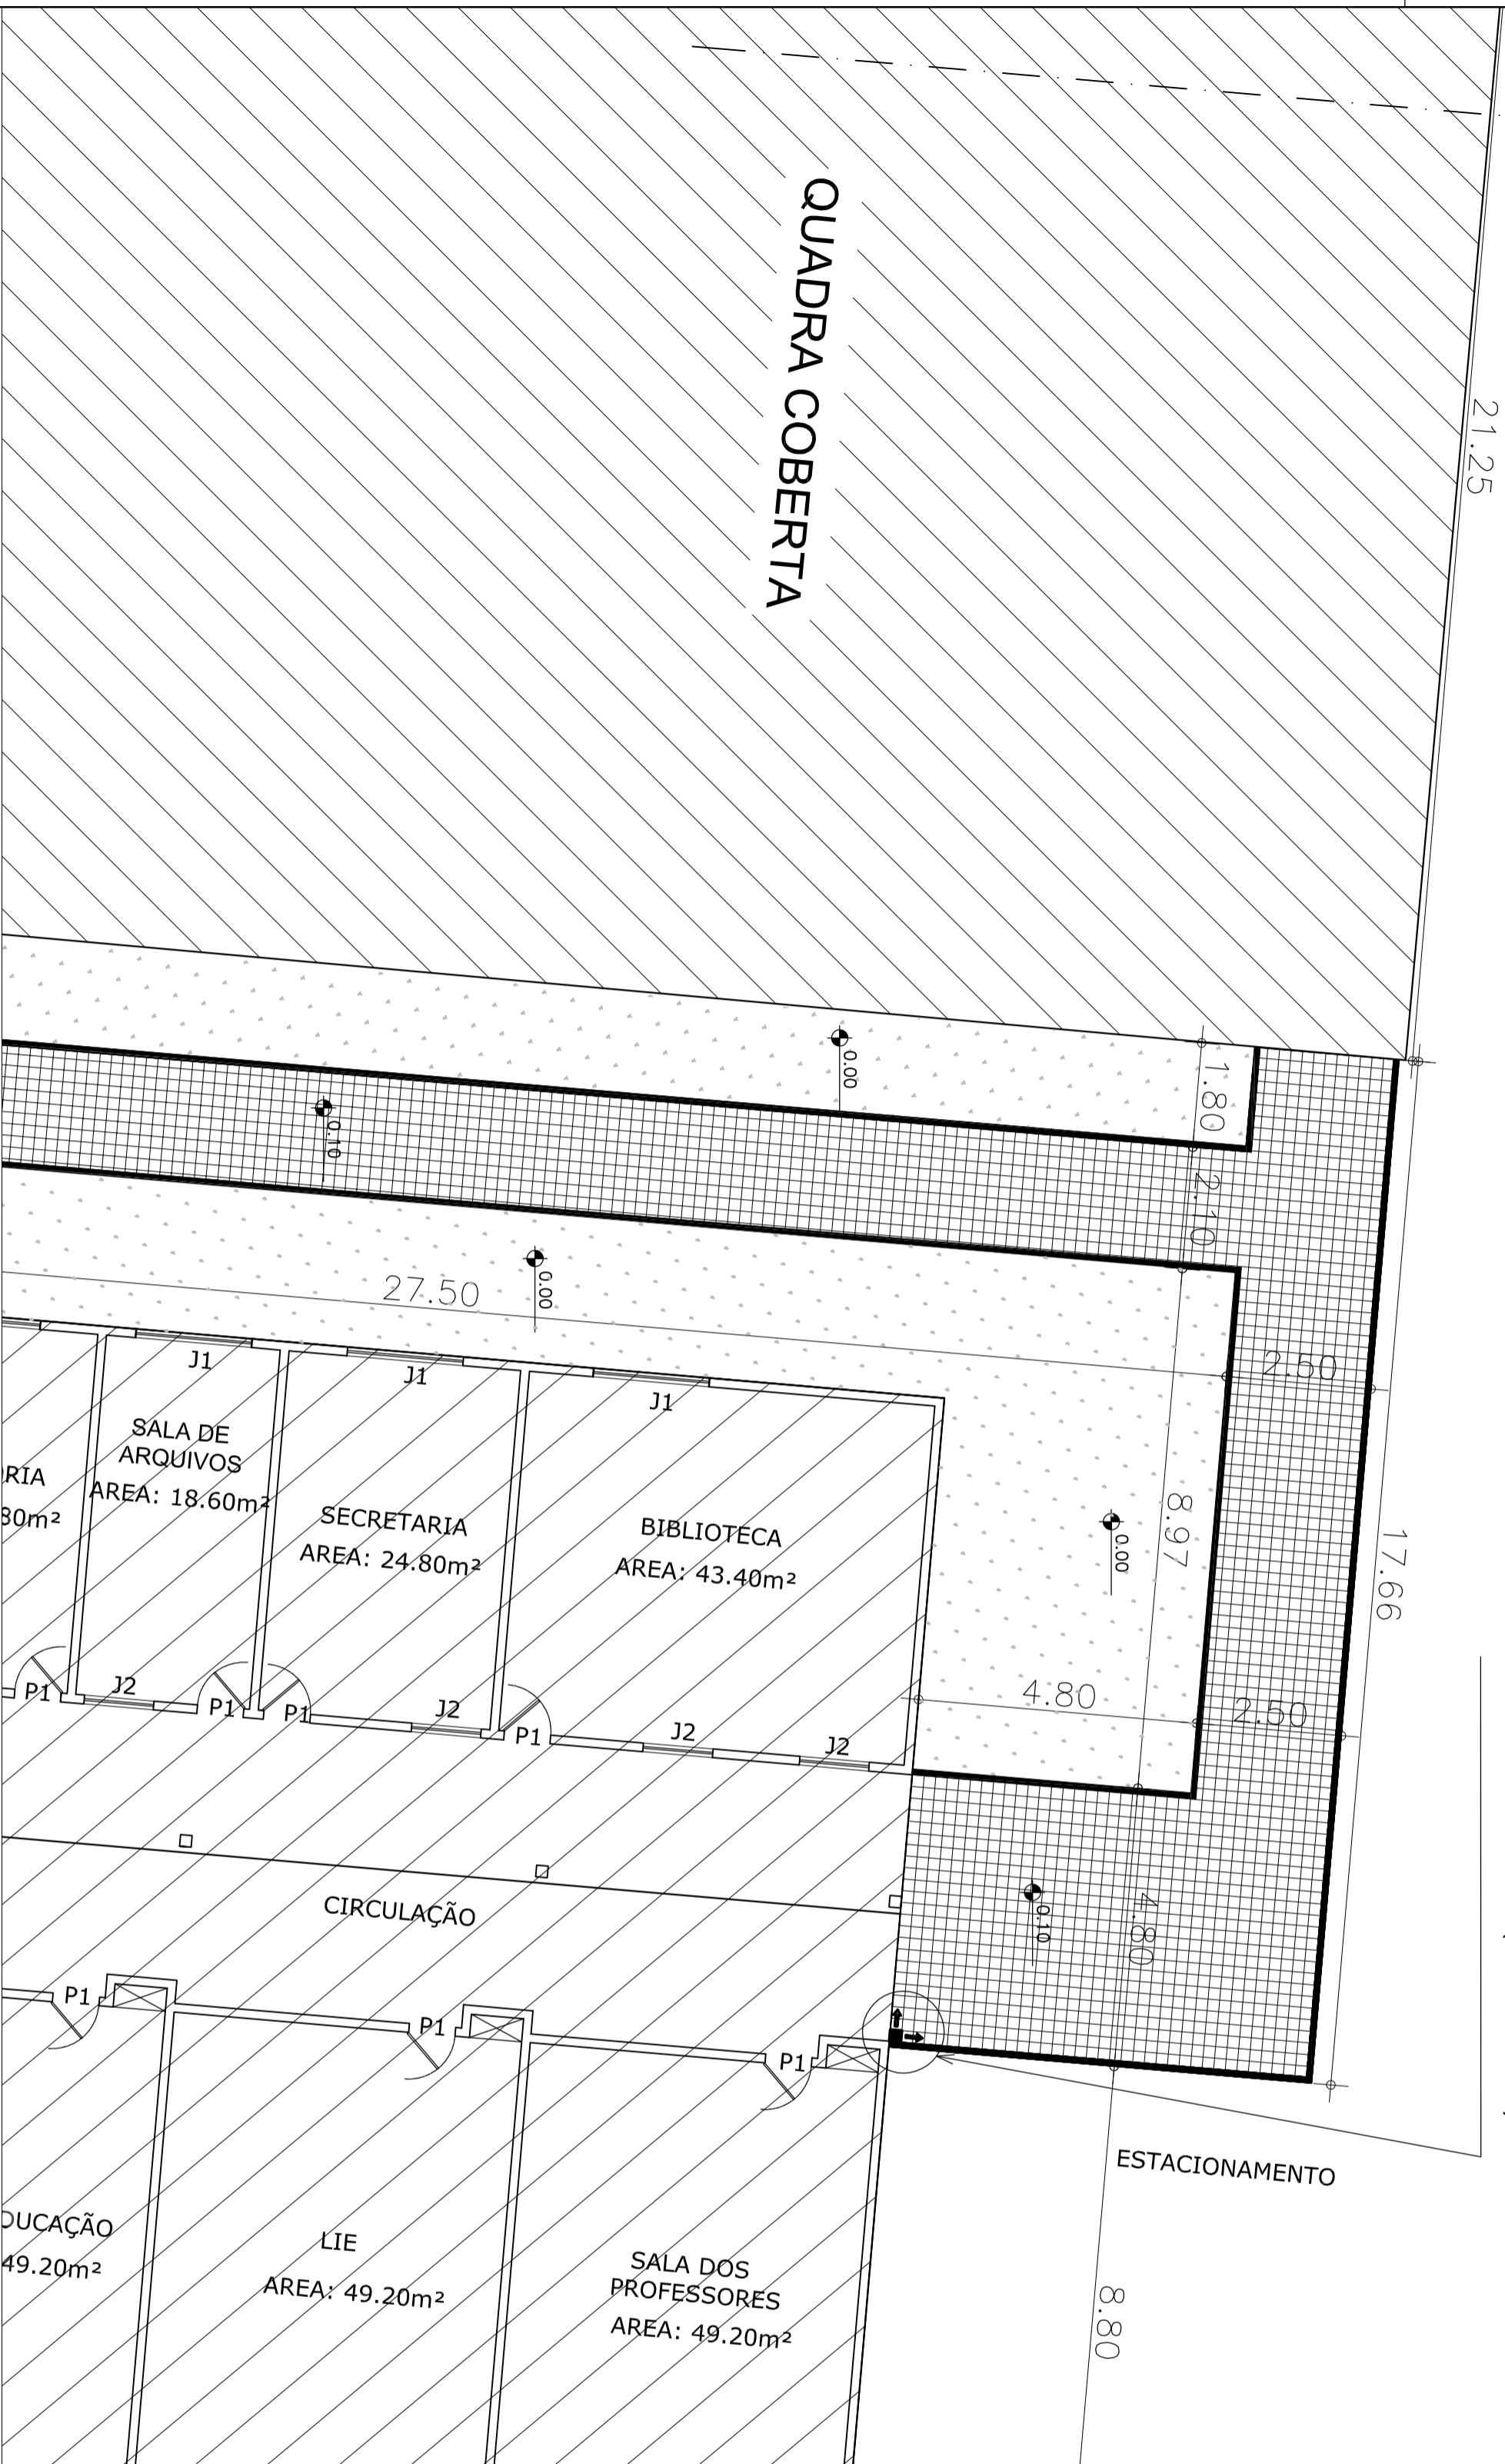 21.25
QUADRA COBERTA
0.00
1.80
0.10
2.10
0.00
27.50
2.50
J1
J1
J1
SALA DE
ARQUIVOS
AREA: 18.60m²
RIA
80m²
SECRETARIA
AREA: 24.80m²
BIBLIOTECA
AREA: 43.40m²
0.00
8.97
17.66
4.80
2.50
P1
J2
P1
P1
J2
P1
J2
J2
CIRCULAÇÃO
0.10
4.80
P1
P1
P1
ESTACIONAMENTO
DUCAÇÃO
49.20m²
LIE
AREA: 49.20m²
SALA DOS
PROFESSORES
AREA: 49.20m²
8.80